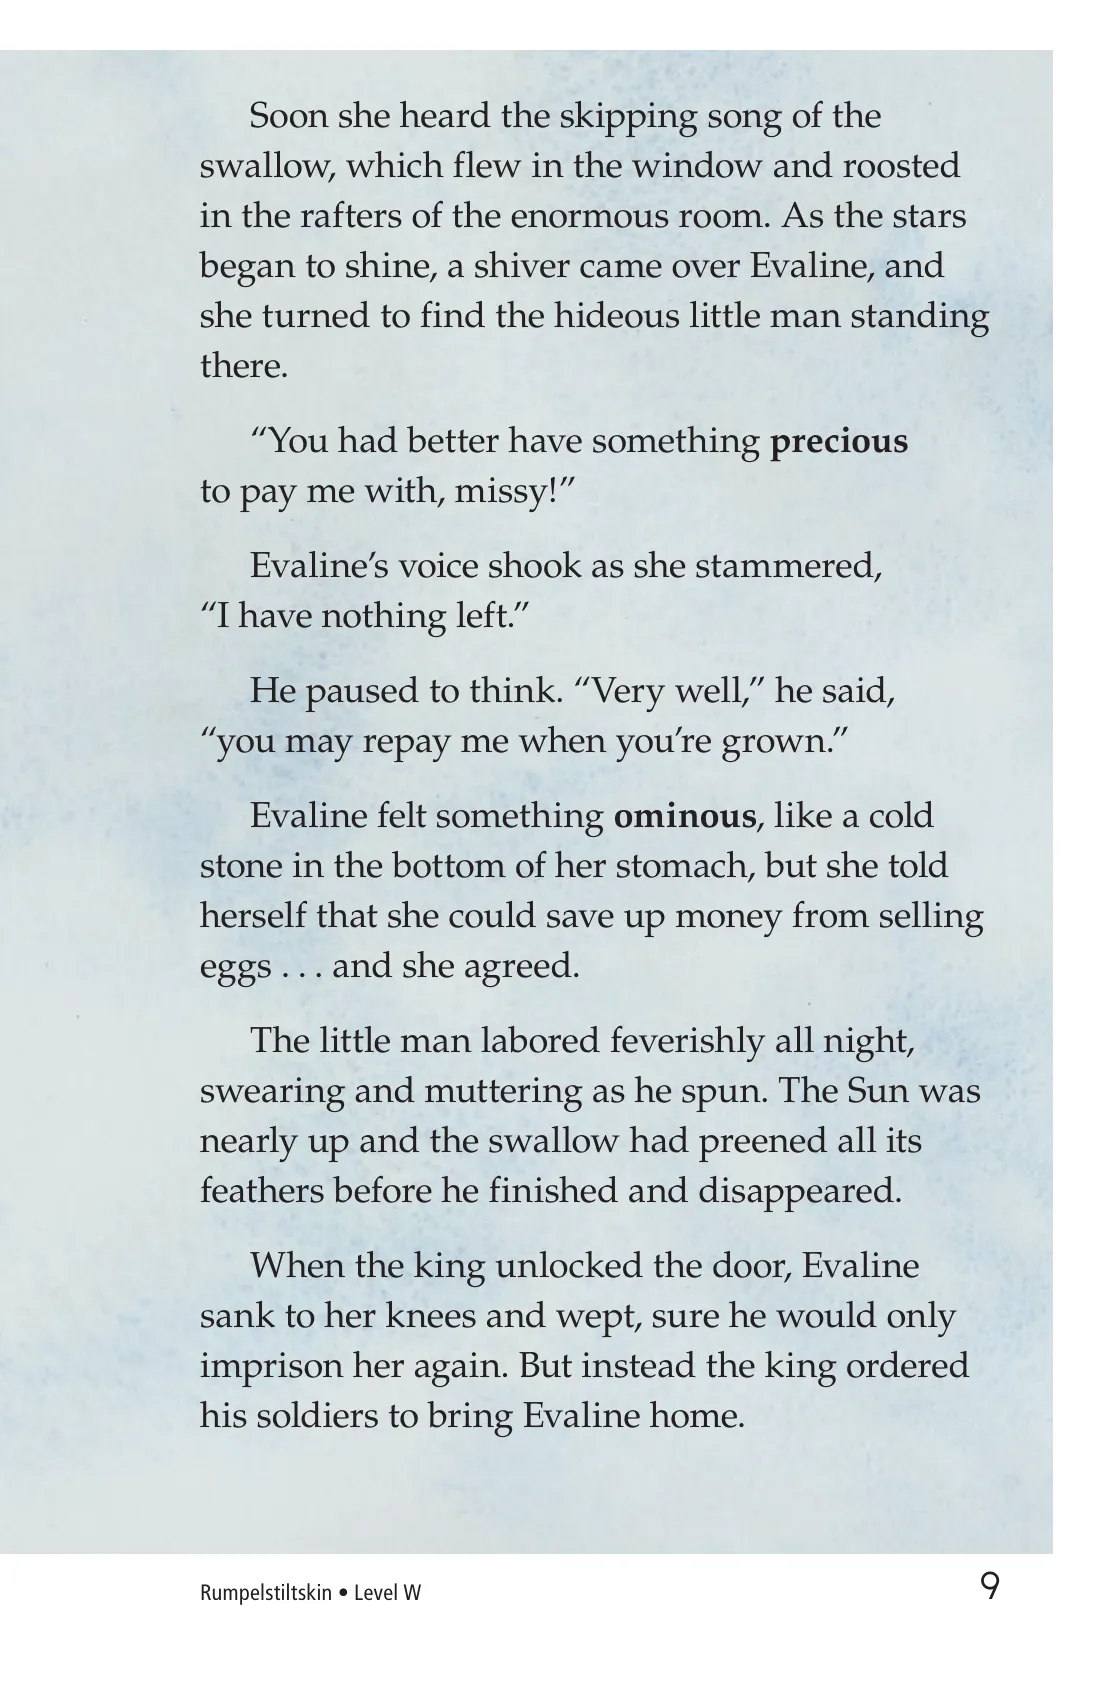 Soon she heard the skipping song of the
swallow, which flew in the window and roosted
in the rafters of the enormous room. As the stars
began to shine, a shiver came over Evaline, and
she turned to find the hideous little man standing
there.
“You had better have something precious
to pay me with, missy!”
Evaline’s voice shook as she stammered,
“I have nothing left.”
He paused to think. “Very well,” he said,
“you may repay me when you’re grown.”
Evaline felt something ominous, like a cold
stone in the bottom of her stomach, but she told
herself that she could save up money from selling
eggs . . . and she agreed.
The little man labored feverishly all night,
swearing and muttering as he spun. The Sun was
nearly up and the swallow had preened all its
feathers before he finished and disappeared.
When the king unlocked the door, Evaline
sank to her knees and wept, sure he would only
imprison her again. But instead the king ordered
his soldiers to bring Evaline home.
Rumpelstiltskin • Level W
9